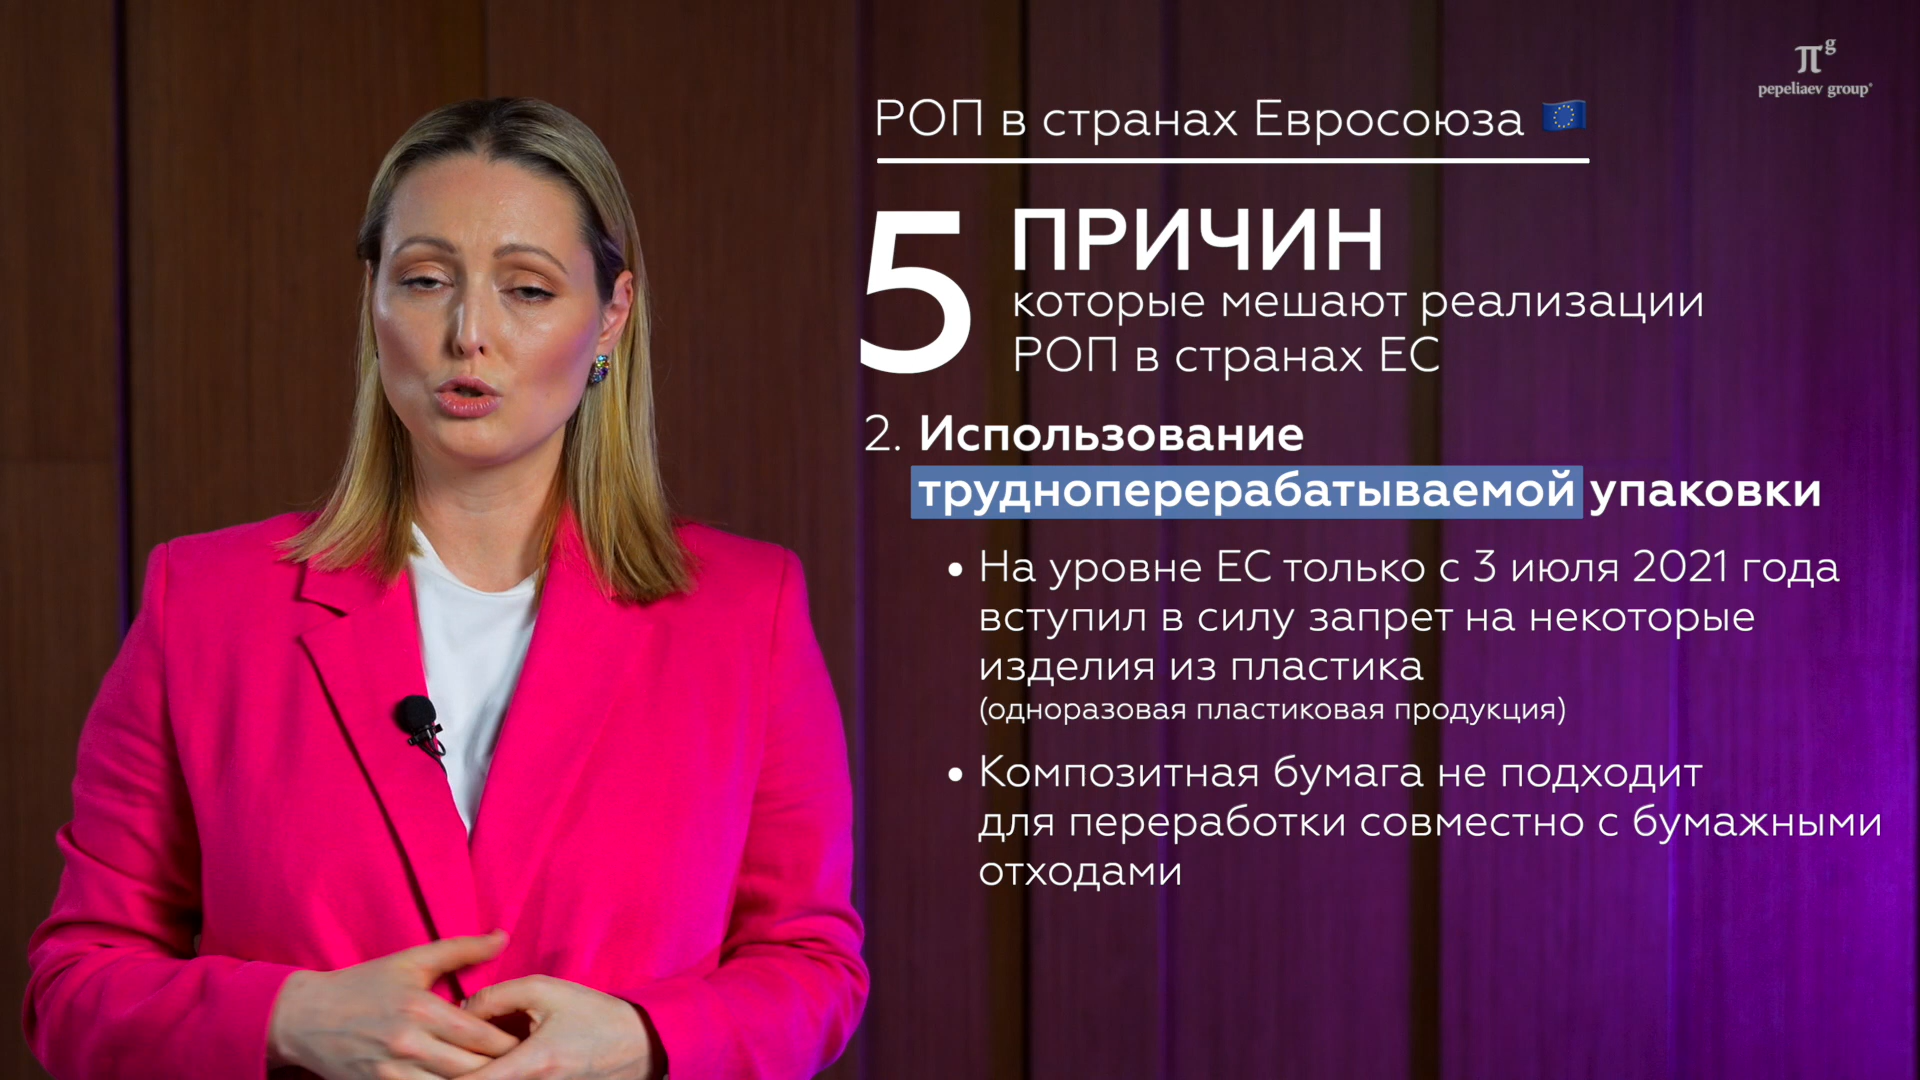 πg
pepeliaev group®
РОП в странах Евросоюза
5 ПРИЧИН
которые мешают реализации
РОП в странах ЕС
2. Использование
трудноперерабатываемой упаковки
• На уровне ЕС только с 3 июля 2021 года
вступил в силу запрет на некоторые
изделия из пластика
(одноразовая пластиковая продукция)
• Композитная бумага не подходит
для переработки совместно с бумажными
отходами